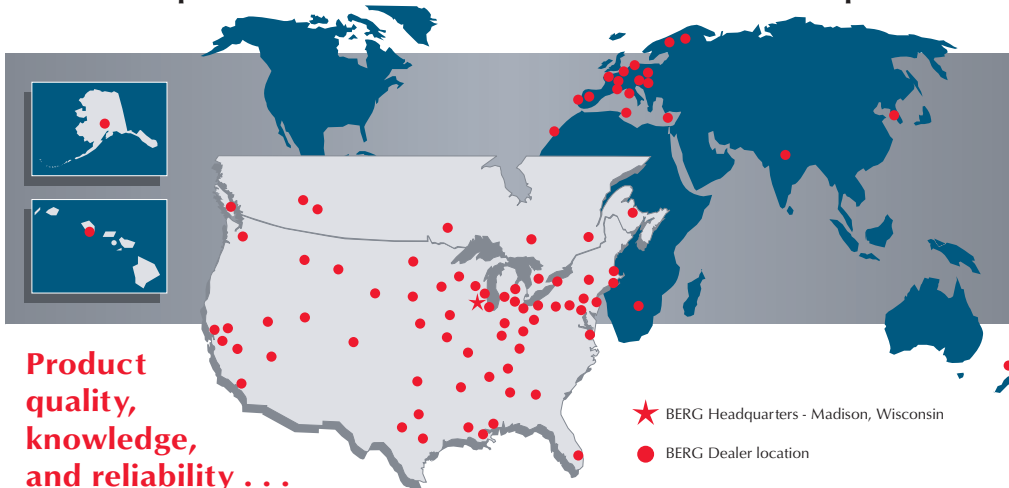 Product
quality,
knowledge,
and reliability . . .
BERG Headquarters - Madison, Wisconsin
BERG Dealer location